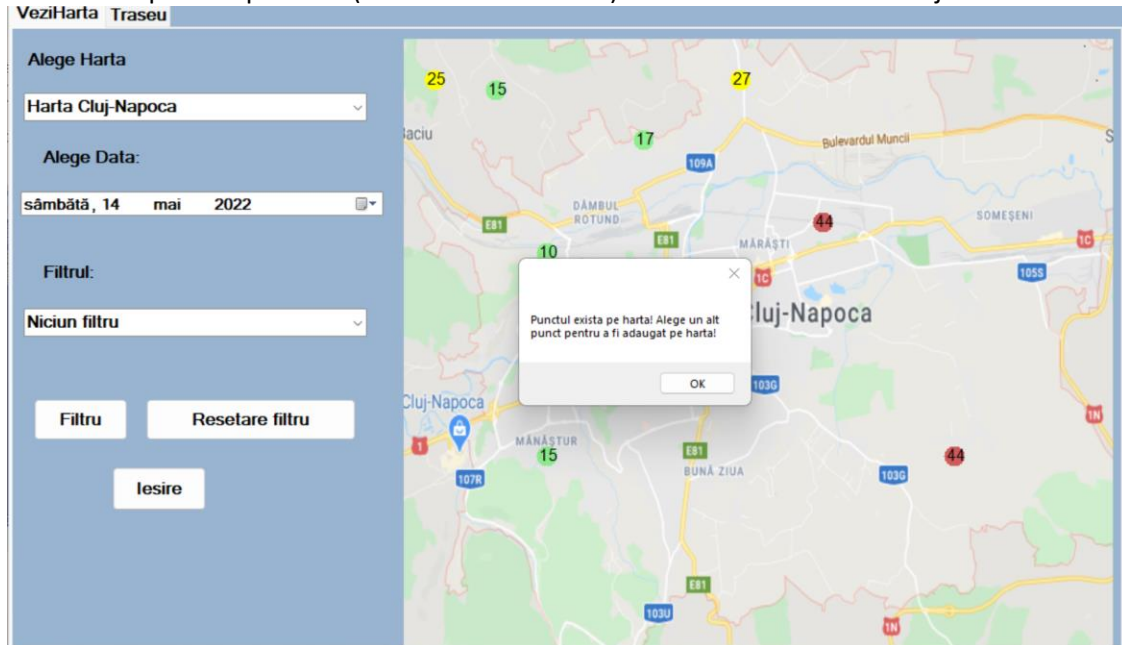 VeziHarta Traseu
Alege Harta
Harta Cluj-Napoca
Alege Data:
sâmbătă, 14 mai 2022
Filtrul:
Niciun filtru
Filtru Resetare filtru
Iesire
25
15
27
17
Bulevardul Muncii
109A
DÂMBUL
ROTUND
E81
E81
44
SOMEȘENI
MĂRĂȘTI
1C
1C
105S
10
Punctul exista pe harta! Alege un alt
punct pentru a fi adaugat pe harta!
OK
luj-Napoca
103G
Cluj-Napoca
1
1N
MĂNĂȘTUR
15
E81
BUNĂ ZIUA
44
107R
103G
E81
103U
1N